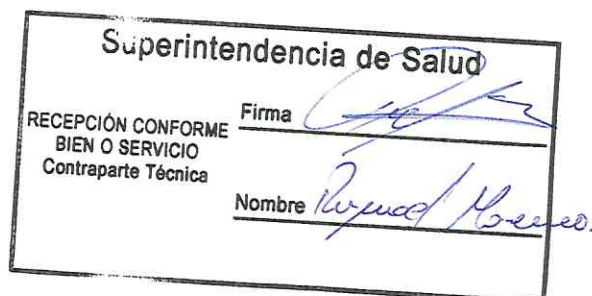 Superintendencia de Salud
RECEPCIÓN CONFORME
BIEN O SERVICIO
Contraparte Técnica
Firma
Nombre